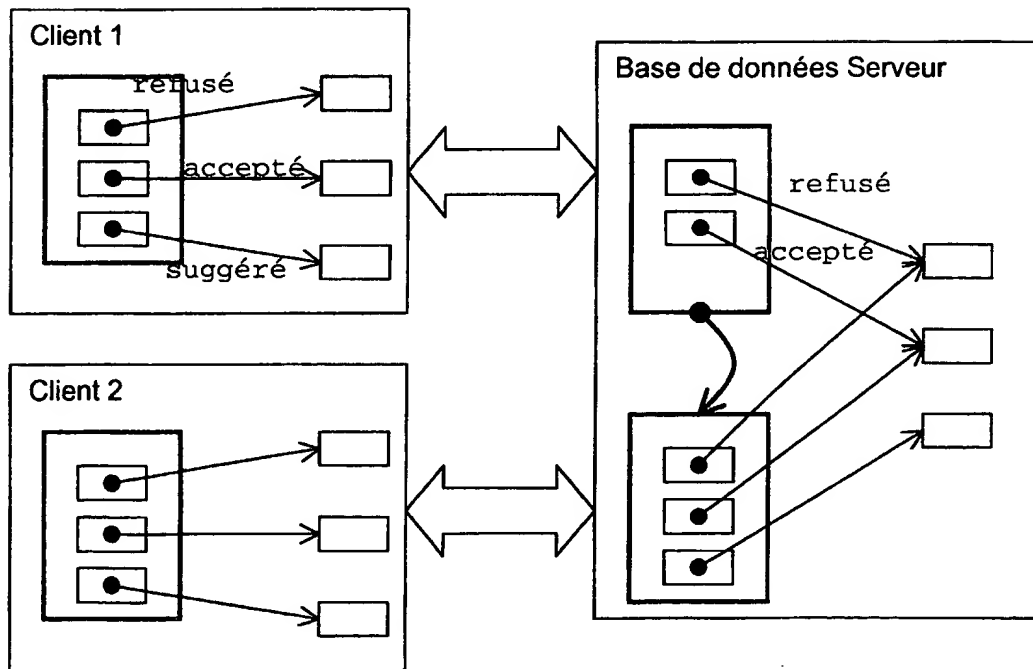 Client 1
refusé
accepté
suggéré
Base de données Serveur
refusé
accepté
Client 2